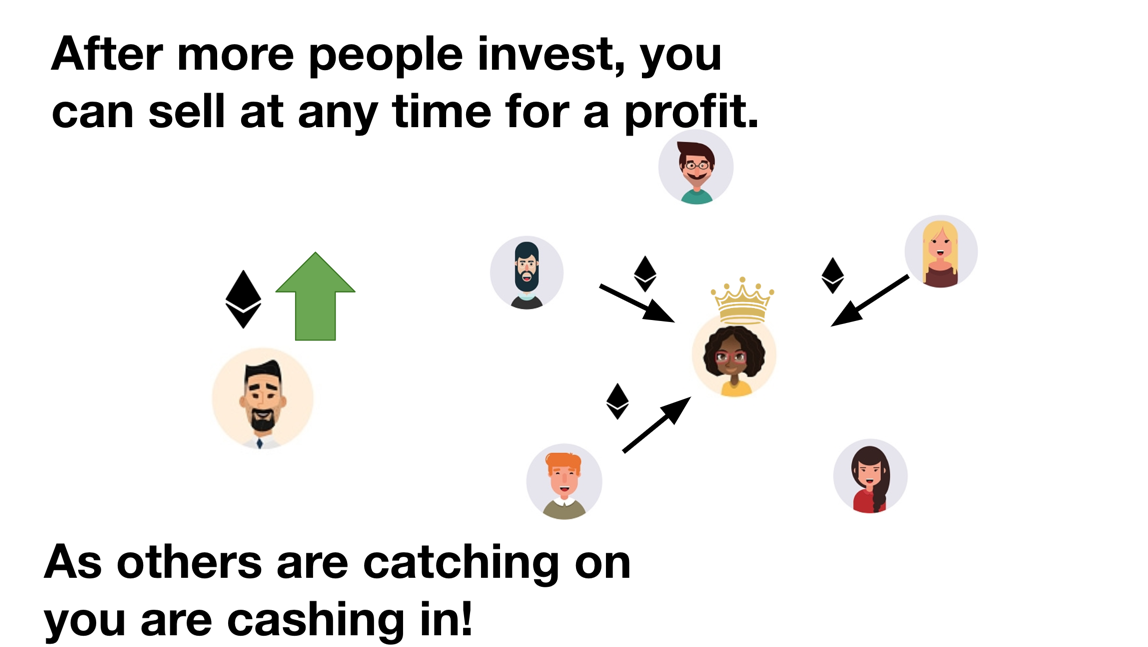 After more people invest, you
can sell at any time for a profit.
As others are catching on
you are cashing in!